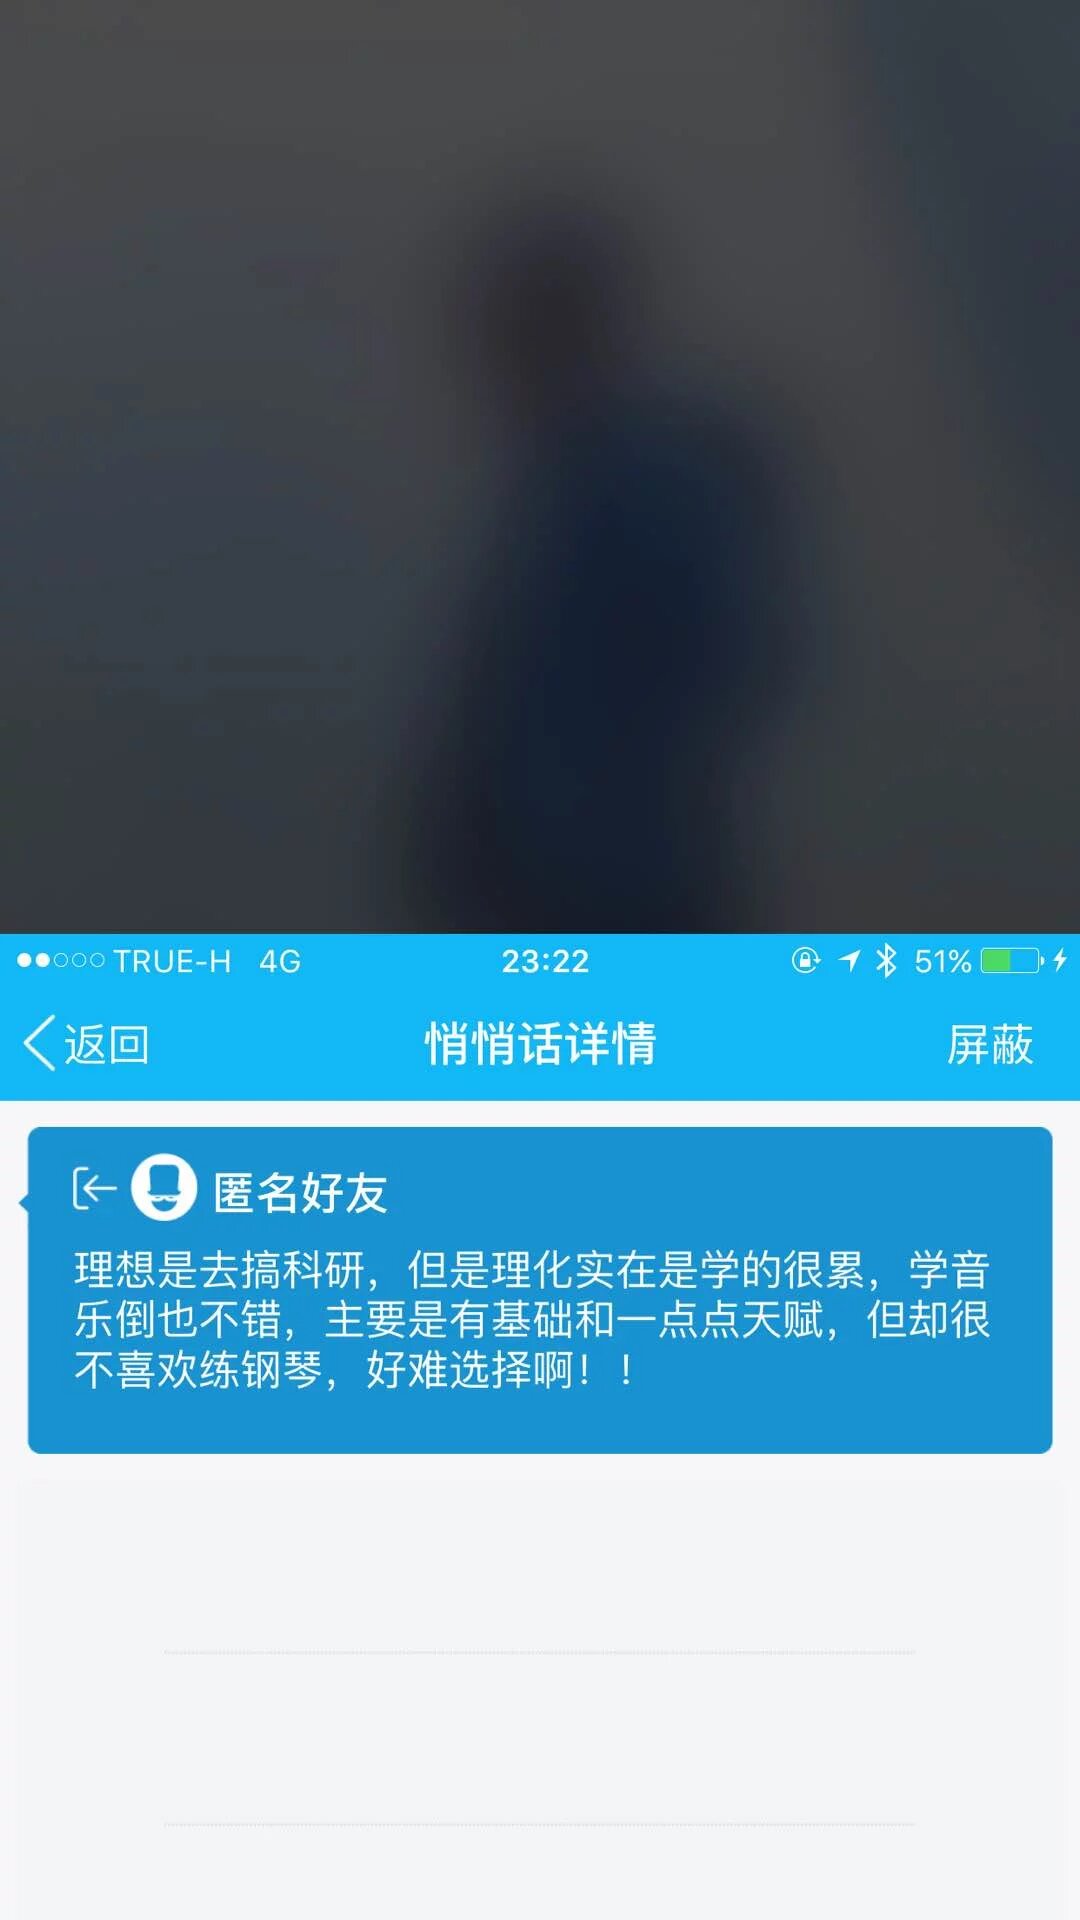 TRUE-H 4G 23:22 51%
返回 悄悄话详情 屏蔽
匿名好友
理想是去搞科研，但是理化实在是学的很累，学音
乐倒也不错，主要是有基础和一点点天赋，但却很
不喜欢练钢琴，好难选择啊！！